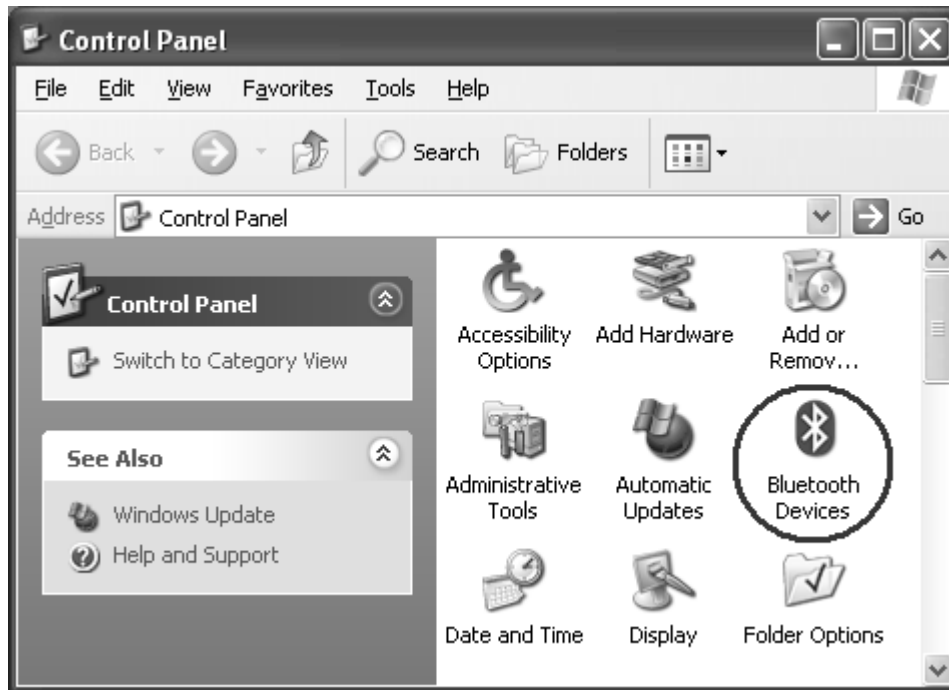 Control Panel
File Edit View Favorites Tools Help
Back Search Folders
Address Control Panel Go
Control Panel
Switch to Category View
See Also
Windows Update
Help and Support
Accessibility
Options
Add Hardware
Add or
Remov...
Administrative
Tools
Automatic
Updates
Bluetooth
Devices
Date and Time
Display
Folder Options